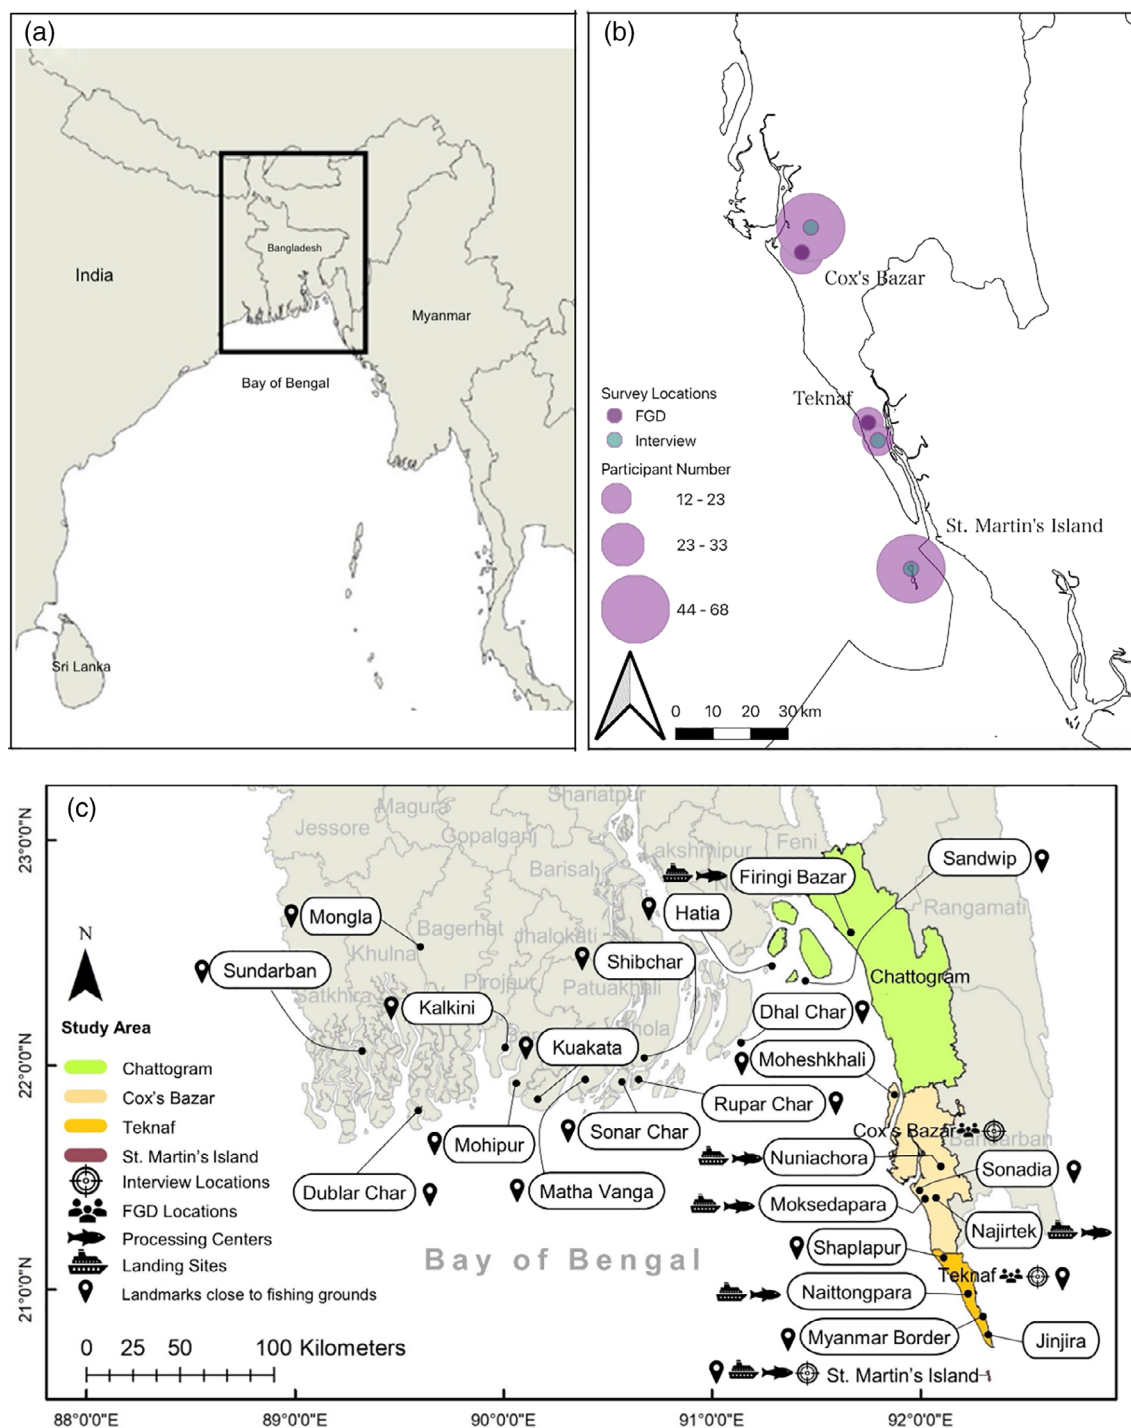 (a)
India
Bangladesh
Myanmar
Bay of Bengal
Sri Lanka
(b)
Cox's Bazar
Teknaf
St. Martin's Island
Survey Locations
FGD
Interview
Participant Number
12 - 23
23 - 33
44 - 68
0 10 20 30 km
(c)
23°0'0"N
22°0'0"N
21°0'0"N
88°0'0"E 89°0'0"E 90°0'0"E 91°0'0"E 92°0'0"E
N
Study Area
Chattogram
Cox's Bazar
Teknaf
St. Martin's Island
Interview Locations
FGD Locations
Processing Centers
Landing Sites
Landmarks close to fishing grounds
0 25 50 100 Kilometers
Shariatpur
Magura
Jessore
Gopalganj
Feni
Lakshmipur
Barisal
Bagerhat
Jhalokati
Khulna
Pirojpur
Patuakhali
Satkhira
Rangamati
Bandarban
Sandwip
Firingi Bazar
Hatia
Mongla
Shibchar
Sundarban
Chattogram
Kalkini
Dhal Char
Kuakata
Moheshkhali
Rupar Char
Cox's Bazar
Sonar Char
Mohipur
Nuniachora
Sonadia
Dublar Char
Matha Vanga
Moksedapara
Najirtek
Shaplapur
Bay of Bengal
Teknaf
Naittongpara
Myanmar Border
Jinjira
St. Martin's Island